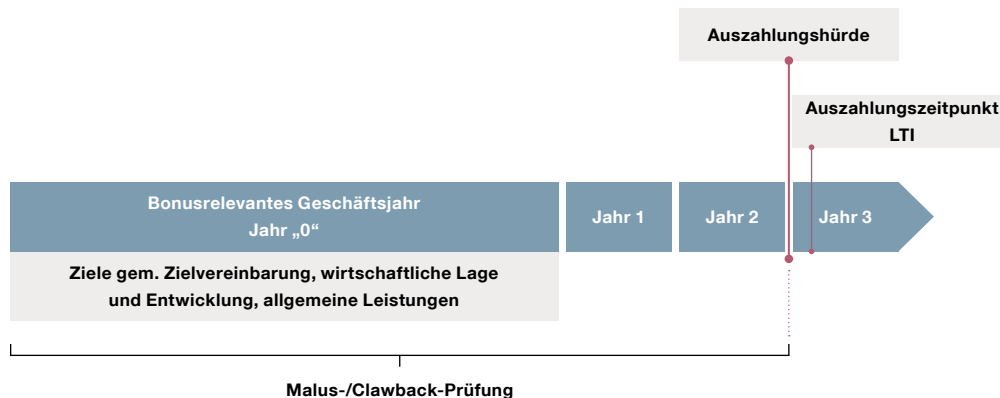 Auszahlungshürde
Auszahlungszeitpunkt
LTI
Bonusrelevantes Geschäftsjahr
Jahr „0“
Jahr 1
Jahr 2
Jahr 3
Ziele gem. Zielvereinbarung, wirtschaftliche Lage
und Entwicklung, allgemeine Leistungen
Malus-/Clawback-Prüfung